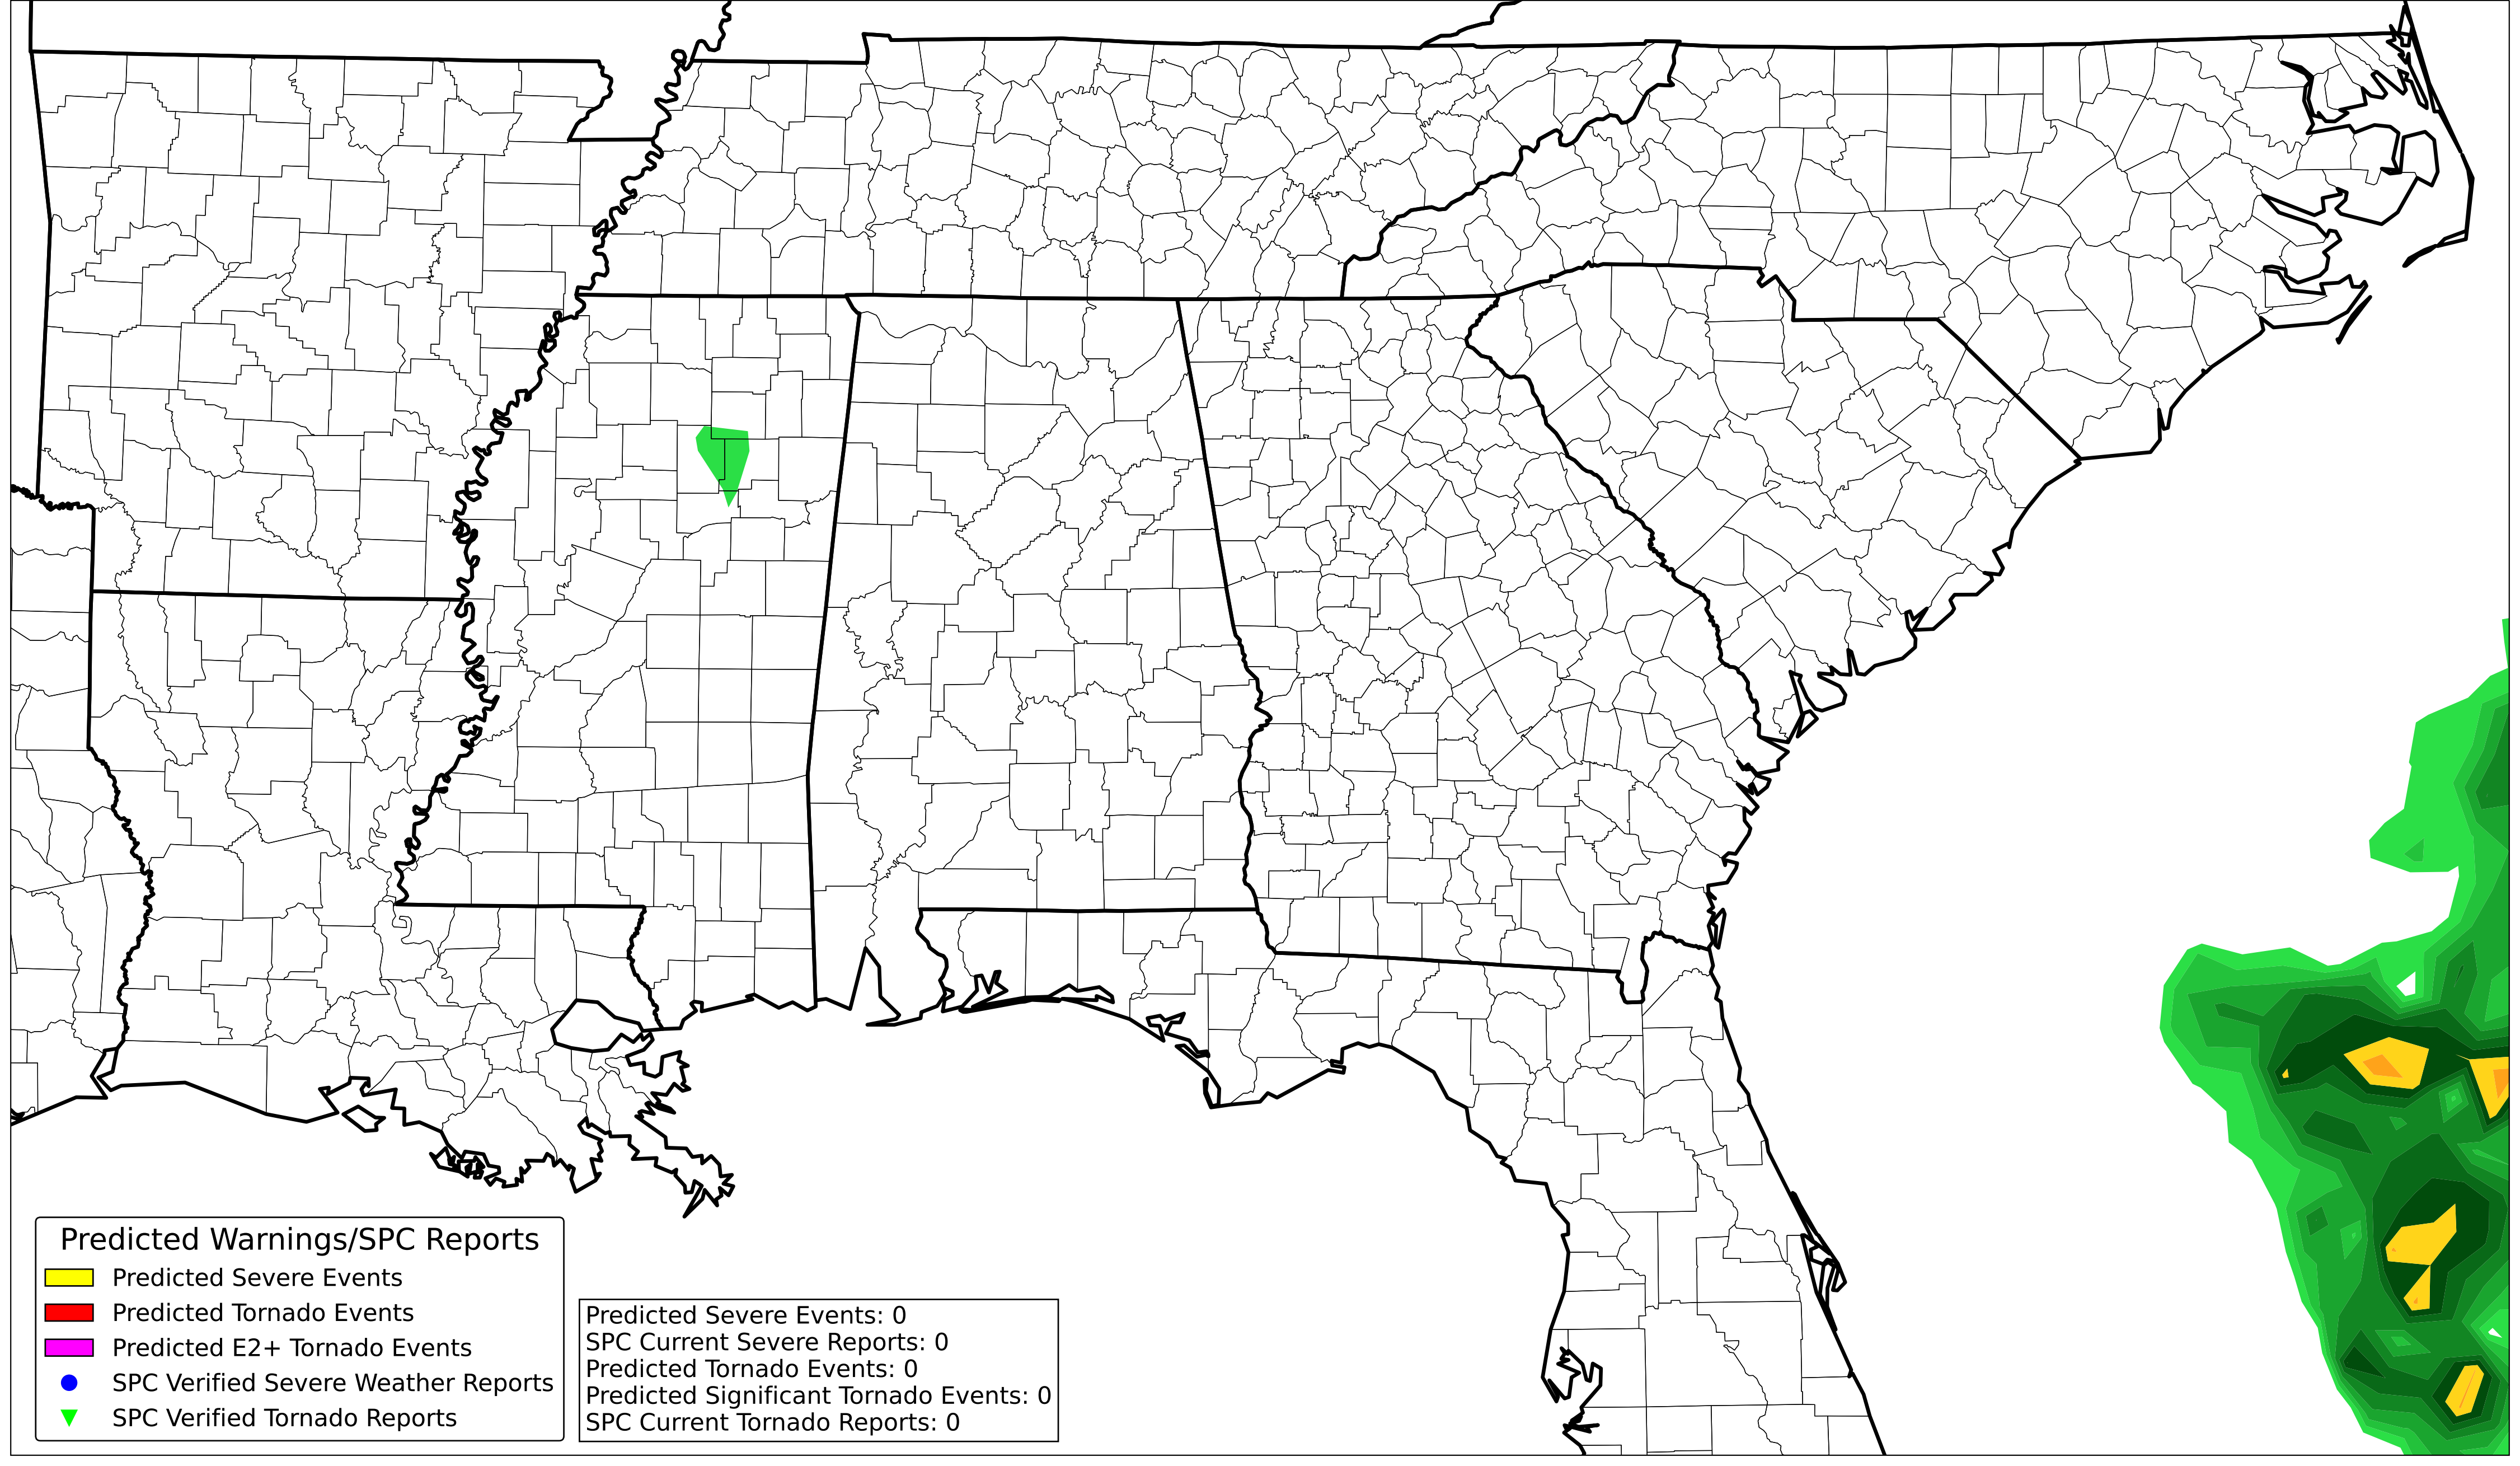 Predicted Warnings/SPC Reports
Predicted Severe Events
Predicted Tornado Events
Predicted E2+ Tornado Events
SPC Verified Severe Weather Reports
SPC Verified Tornado Reports
Predicted Severe Events: 0
SPC Current Severe Reports: 0
Predicted Tornado Events: 0
Predicted Significant Tornado Events: 0
SPC Current Tornado Reports: 0